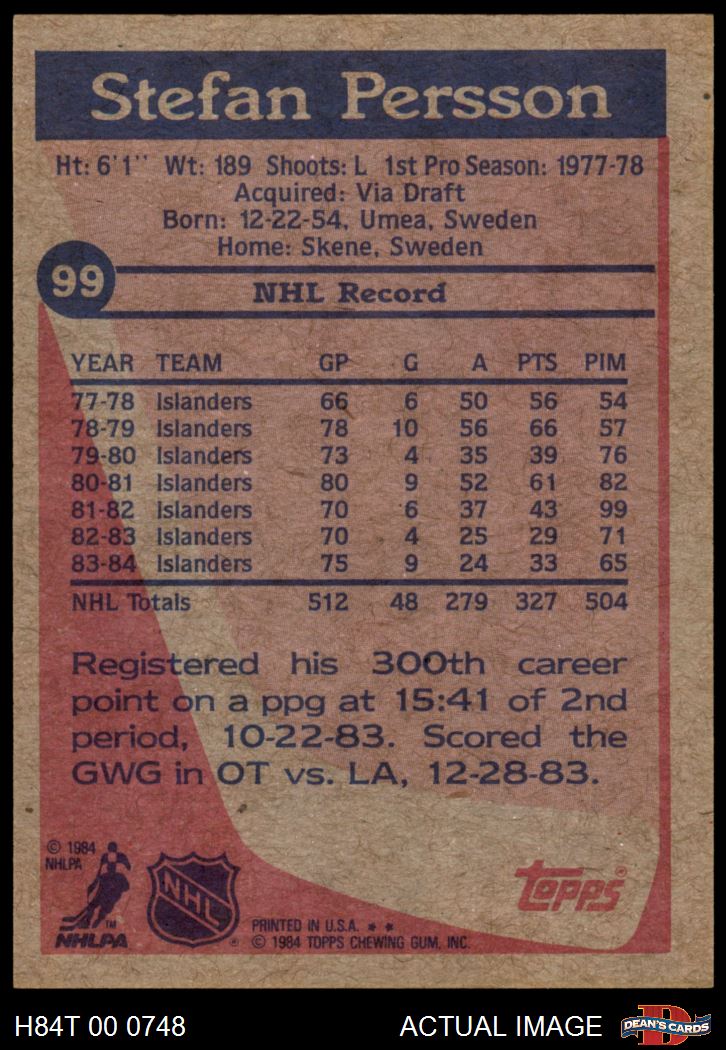 Stefan Persson
Ht: 6'1" Wt: 189 Shoots: L 1st Pro Season: 1977-78
Acquired: Via Draft
Born: 12-22-54, Umea, Sweden
Home: Skene, Sweden
99
NHL Record
YEAR TEAM GP G A PTS PIM
77-78 Islanders 66 6 50 56 54
78-79 Islanders 78 10 56 66 57
79-80 Islanders 73 4 35 39 76
80-81 Islanders 80 9 52 61 82
81-82 Islanders 70 6 37 43 99
82-83 Islanders 70 4 25 29 71
83-84 Islanders 75 9 24 33 65
NHL Totals 512 48 279 327 504
Registered his 300th career
point on a ppg at 15:41 of 2nd
period, 10-22-83. Scored the
GWG in OT vs. LA, 12-28-83.
© 1984
NHLPA
TM
NHLPA
NHL
®
topps®
PRINTED IN U.S.A. * *
© 1984 TOPPS CHEWING GUM, INC.
H84T 00 0748
ACTUAL IMAGE
D
DEAN'S CARDS